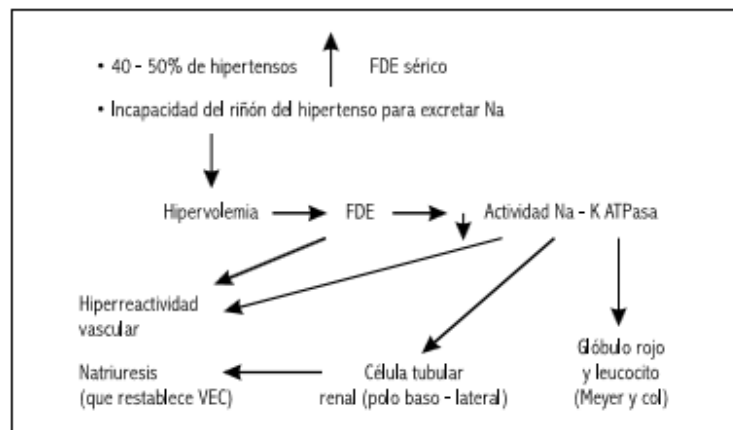 • 40 - 50% de hipertensos FDE sérico
• Incapacidad del riñón del hipertenso para excretar Na
Hipervolemia FDE Actividad Na - K ATPasa
Hiperreactividad
vascular
Natriuresis
(que restablece VEC)
Célula tubular
renal (polo baso - lateral)
Glóbulo rojo
y leucocito
(Meyer y col)